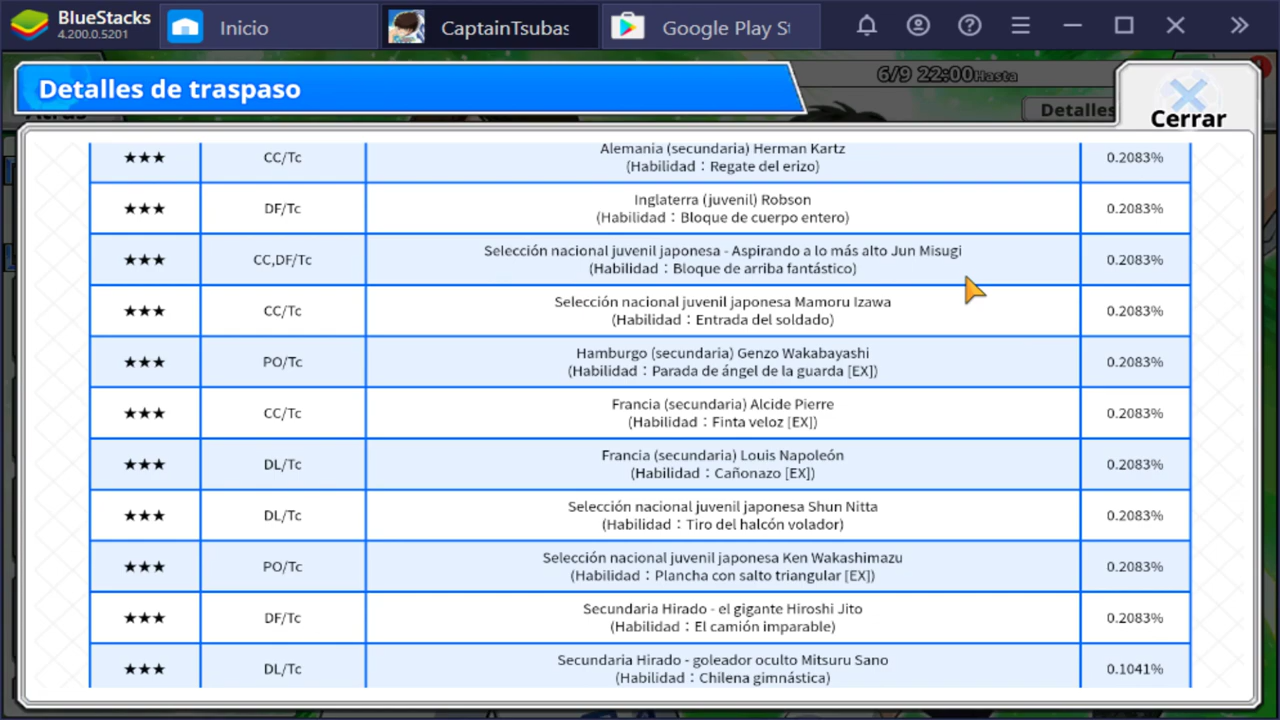 BlueStacks
4.200.0.5201
Inicio
CaptainTsubas
Google Play St
6/9 22:00Hasta
Detalles de traspaso
Atrás
Detalles
Cerrar
★★★ CC/Tc Alemania (secundaria) Herman Kartz 0.2083%
(Habilidad：Regate del erizo)
★★★ DF/Tc Inglaterra (juvenil) Robson 0.2083%
(Habilidad：Bloque de cuerpo entero)
★★★ CC,DF/Tc Selección nacional juvenil japonesa - Aspirando a lo más alto Jun Misugi 0.2083%
(Habilidad：Bloque de arriba fantástico)
★★★ CC/Tc Selección nacional juvenil japonesa Mamoru Izawa 0.2083%
(Habilidad：Entrada del soldado)
★★★ PO/Tc Hamburgo (secundaria) Genzo Wakabayashi 0.2083%
(Habilidad：Parada de ángel de la guarda [EX])
★★★ CC/Tc Francia (secundaria) Alcide Pierre 0.2083%
(Habilidad：Finta veloz [EX])
★★★ DL/Tc Francia (secundaria) Louis Napoleón 0.2083%
(Habilidad：Cañonazo [EX])
★★★ DL/Tc Selección nacional juvenil japonesa Shun Nitta 0.2083%
(Habilidad：Tiro del halcón volador)
★★★ PO/Tc Selección nacional juvenil japonesa Ken Wakashimazu 0.2083%
(Habilidad：Plancha con salto triangular [EX])
★★★ DF/Tc Secundaria Hirado - el gigante Hiroshi Jito 0.2083%
(Habilidad：El camión imparable)
★★★ DL/Tc Secundaria Hirado - goleador oculto Mitsuru Sano 0.1041%
(Habilidad：Chilena gimnástica)